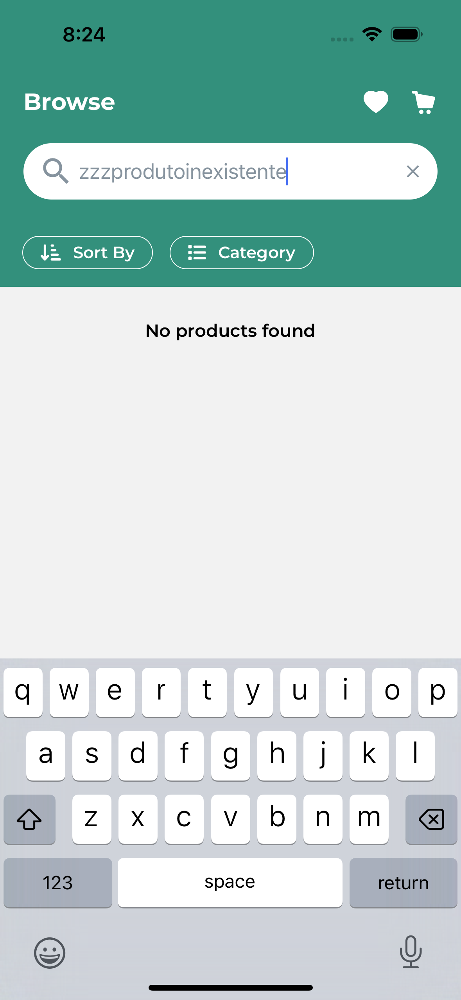 8:24
Browse
zzzprodutoinexistente
Sort By
Category
No products found
q w e r t y u i o p
a s d f g h j k l
z x c v b n m
123 space return